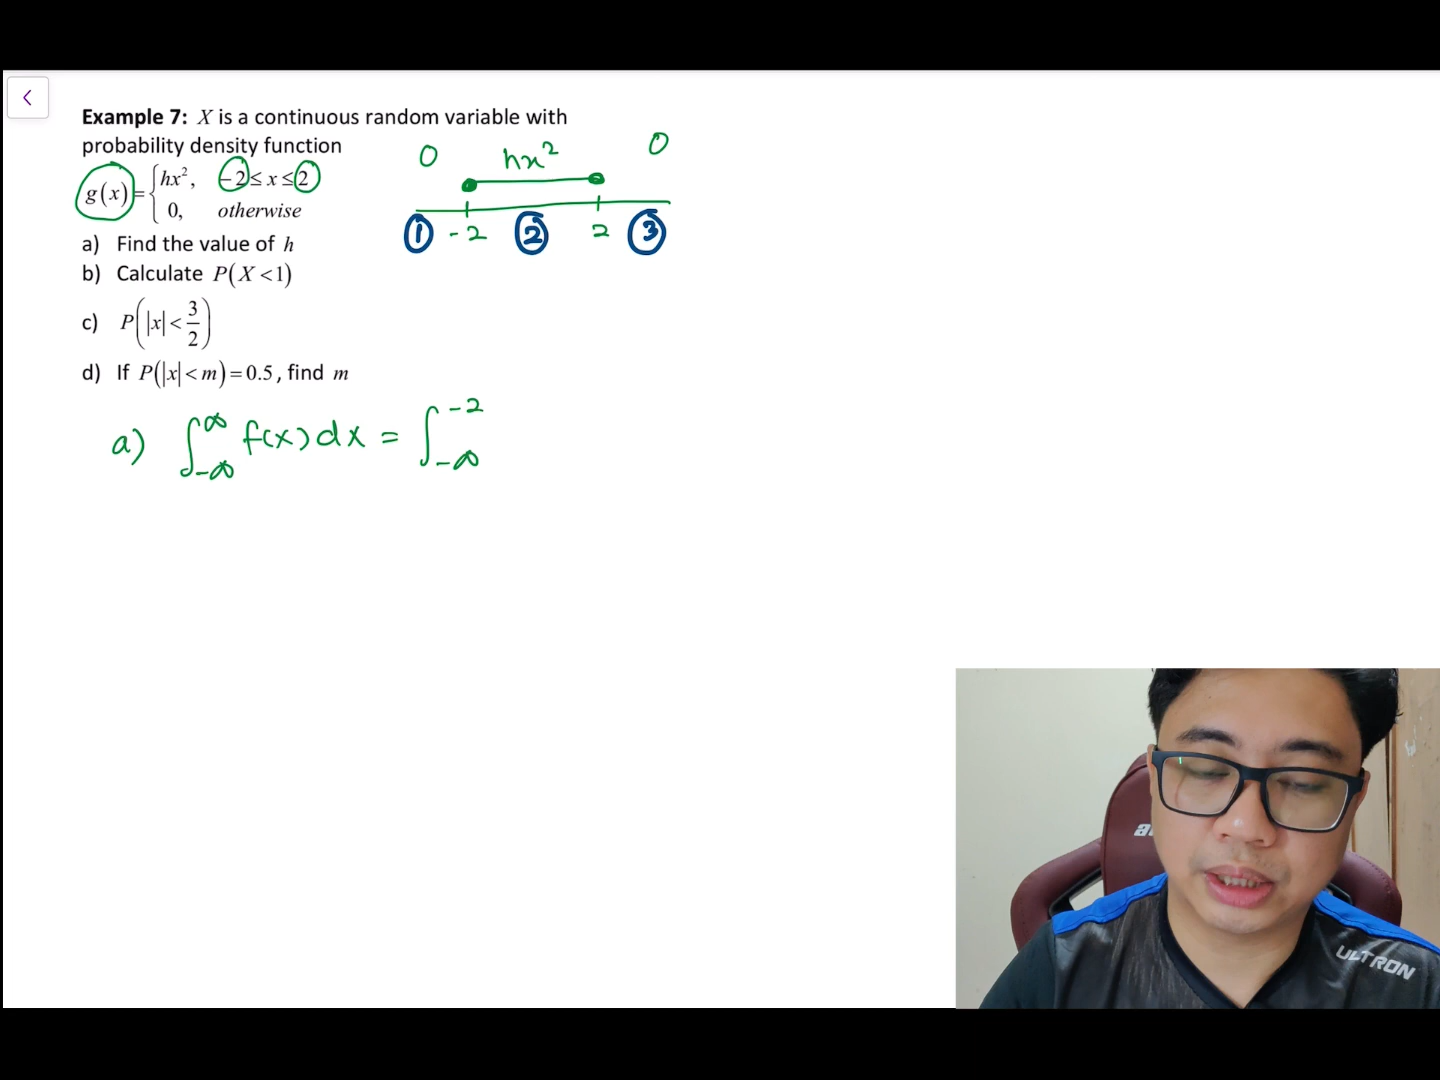 Example 7: X is a continuous random variable with
probability density function
g(x) = { hx², -2 ≤ x ≤ 2
0, otherwise
0 hx² 0
① -2 ② 2 ③
a) Find the value of h
b) Calculate P(X < 1)
c) P(|x| < 3/2)
d) If P(|x| < m) = 0.5, find m
a) ∫_{-∞}^{∞} f(x) dx = ∫_{-∞}^{-2}
a
ULTRON